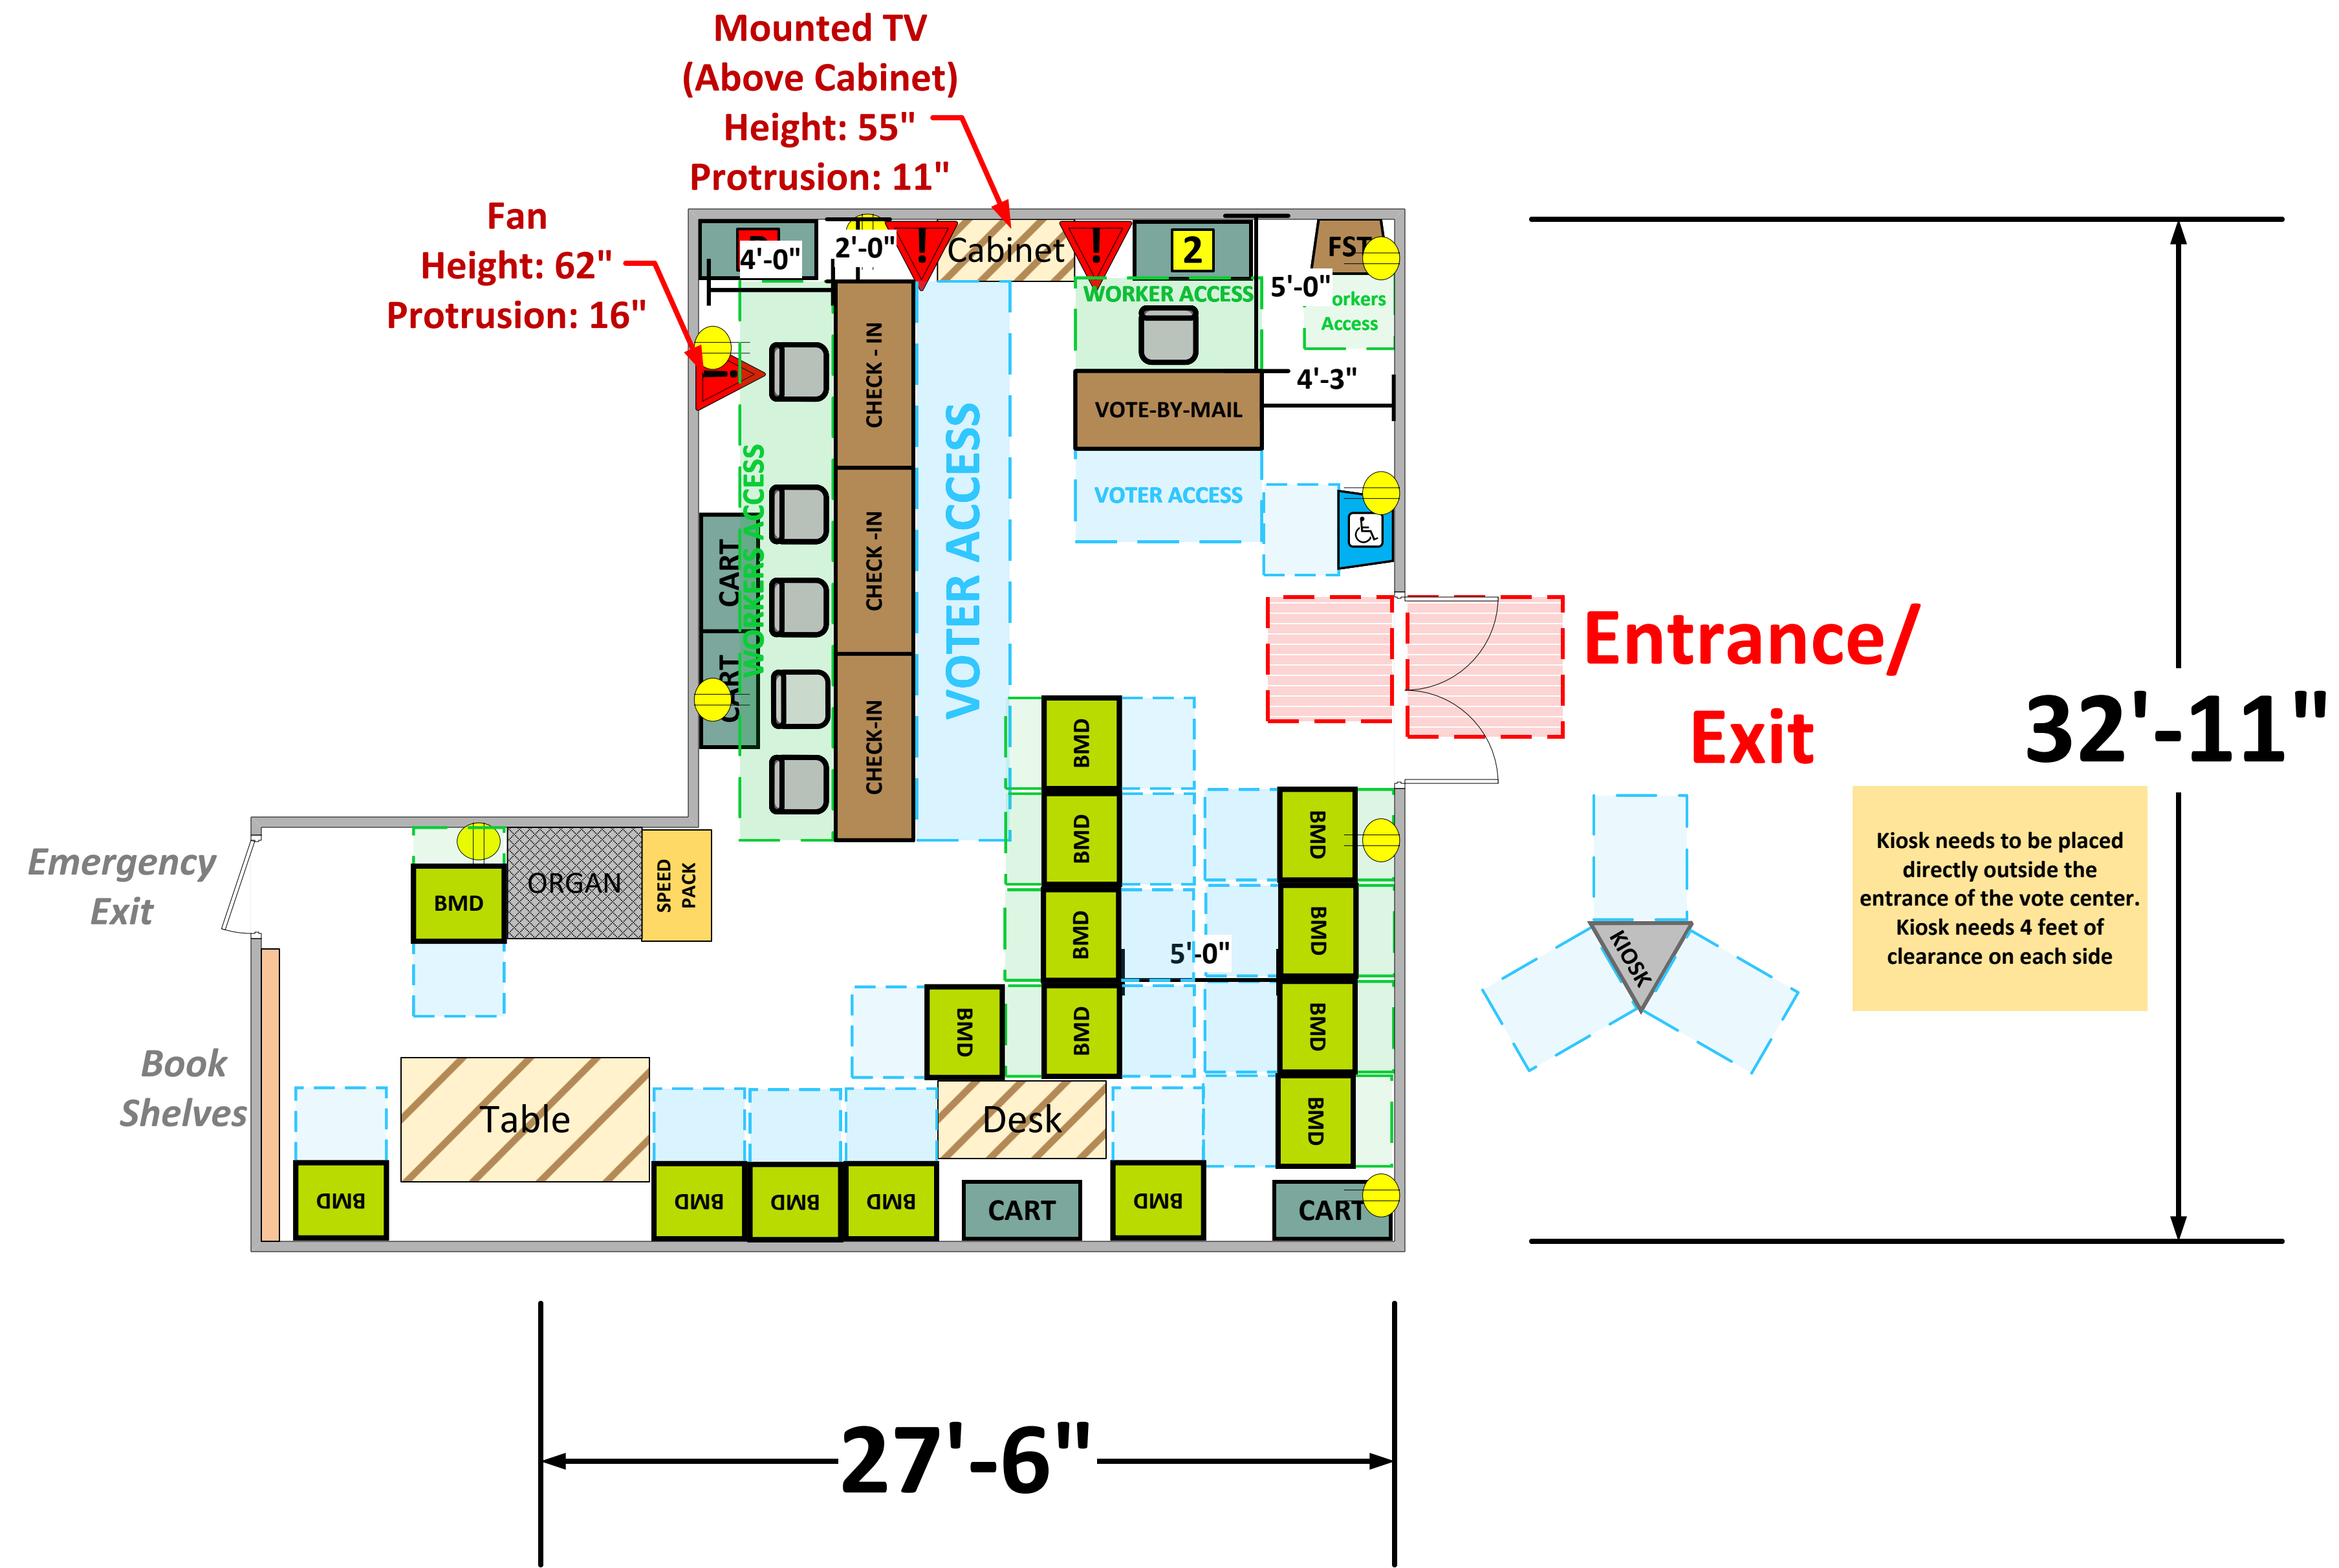 Mounted TV
(Above Cabinet)
Height: 55"
Protrusion: 11"
Fan
Height: 62"
Protrusion: 16"
4'-0"
2'-0"
!
Cabinet
!
2
FST
WORKER ACCESS
5'-0"
orkers
Access
!
4'-3"
CHECK - IN
VOTE-BY-MAIL
VOTER ACCESS
WORKERS ACCESS
CART
CHECK -IN
VOTER ACCESS
CART
CHECK-IN
Entrance/
Exit
32'-11"
BMD
BMD
BMD
BMD
BMD
BMD
BMD
BMD
5'-0"
Emergency
Exit
BMD
ORGAN
SPEED
PACK
Kiosk needs to be placed
directly outside the
entrance of the vote center.
Kiosk needs 4 feet of
clearance on each side
KIOSK
BMD
Book
Shelves
Table
Desk
BMD
BMD
BMD
BMD
CART
BMD
CART
27'-6"